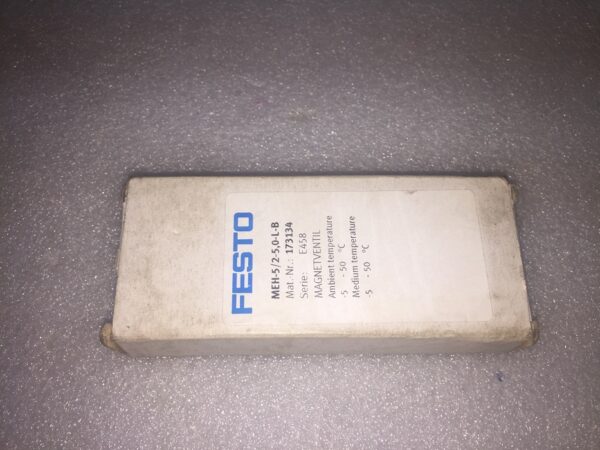 FESTO
MEH-5/2-5,0-L-B
Mat. Nr.: 173134
Serie: E458
MAGNETVENTIL
Ambient temperature
-5 - 50 °C
Medium temperature
-5 - 50 °C